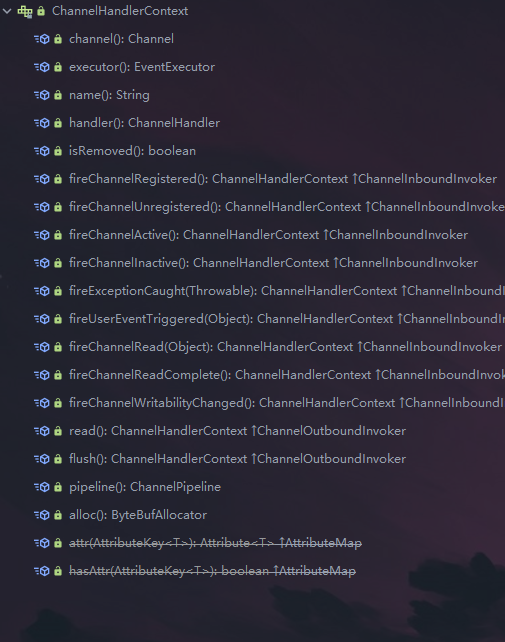 ChannelHandlerContext
channel(): Channel
executor(): EventExecutor
name(): String
handler(): ChannelHandler
isRemoved(): boolean
fireChannelRegistered(): ChannelHandlerContext ↑ChannelInboundInvoker
fireChannelUnregistered(): ChannelHandlerContext ↑ChannelInboundInvoke
fireChannelActive(): ChannelHandlerContext ↑ChannelInboundInvoker
fireChannelInactive(): ChannelHandlerContext ↑ChannelInboundInvoker
fireExceptionCaught(Throwable): ChannelHandlerContext ↑ChannelInboundI
fireUserEventTriggered(Object): ChannelHandlerContext ↑ChannelInboundIn
fireChannelRead(Object): ChannelHandlerContext ↑ChannelInboundInvoker
fireChannelReadComplete(): ChannelHandlerContext ↑ChannelInboundInvok
fireChannelWritabilityChanged(): ChannelHandlerContext ↑ChannelInboundI
read(): ChannelHandlerContext ↑ChannelOutboundInvoker
flush(): ChannelHandlerContext ↑ChannelOutboundInvoker
pipeline(): ChannelPipeline
alloc(): ByteBufAllocator
attr(AttributeKey<T>): Attribute<T> ↑AttributeMap
hasAttr(AttributeKey<T>): boolean ↑AttributeMap